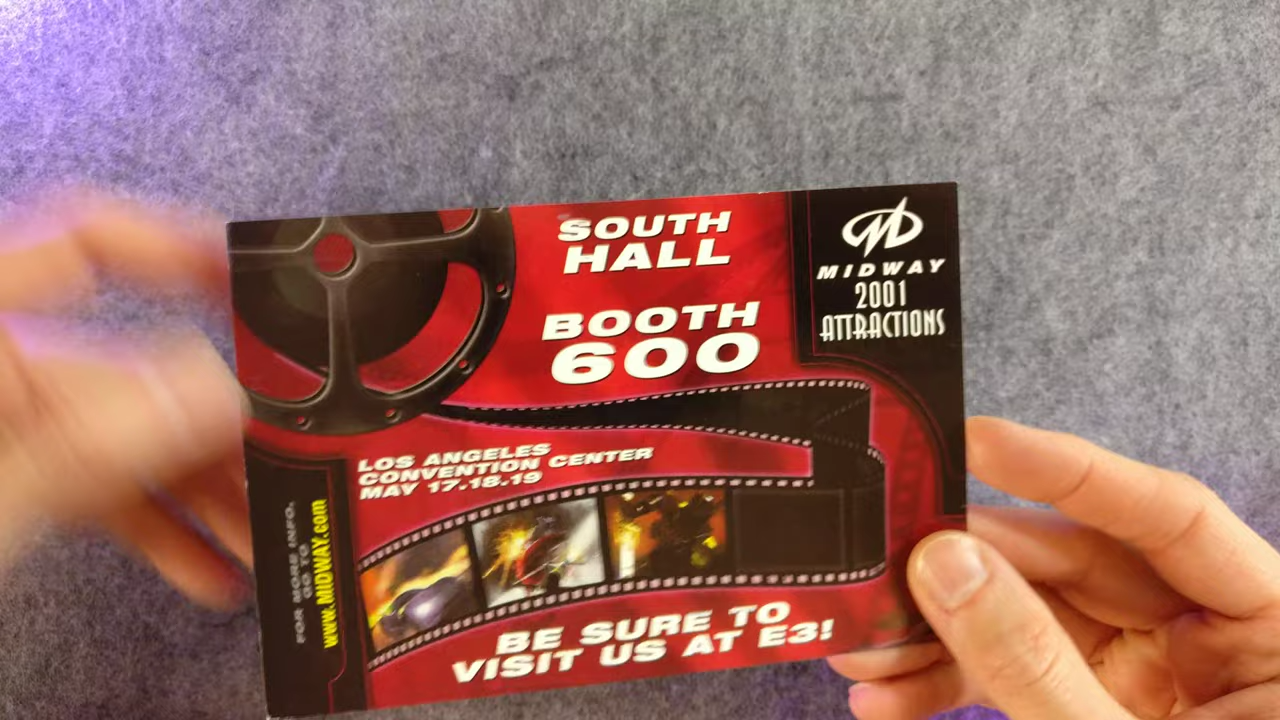 SOUTH
HALL
BOOTH
600
MIDWAY
2001
ATTRACTIONS
LOS ANGELES
CONVENTION CENTER
MAY 17.18.19
FOR MORE INFO,
GO TO
www.MIDWAY.com
BE SURE TO
VISIT US AT E3!